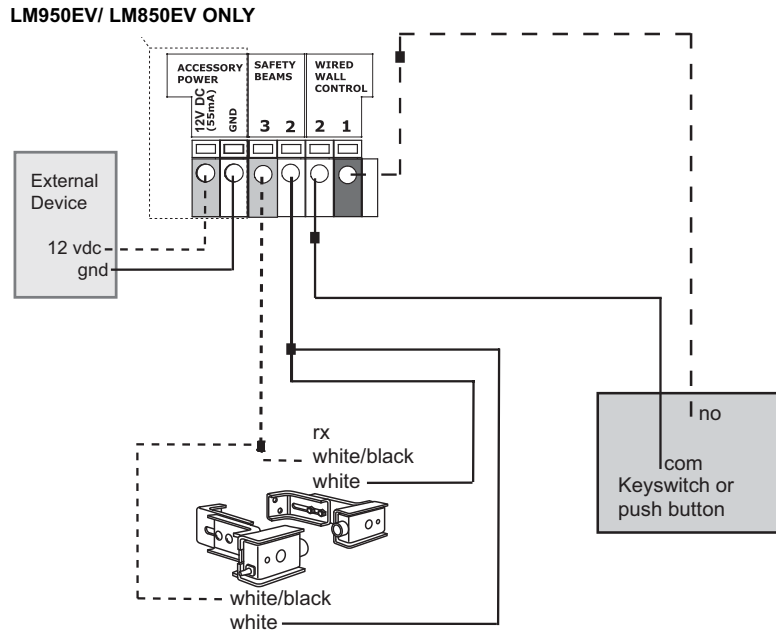 LM950EV/ LM850EV ONLY
ACCESSORY
POWER
SAFETY
BEAMS
WIRED
WALL
CONTROL
12V DC
(55mA)
GND
3 2 2 1
External
Device
12 vdc
gnd
rx
white/black
white
no
com
Keyswitch or
push button
white/black
white